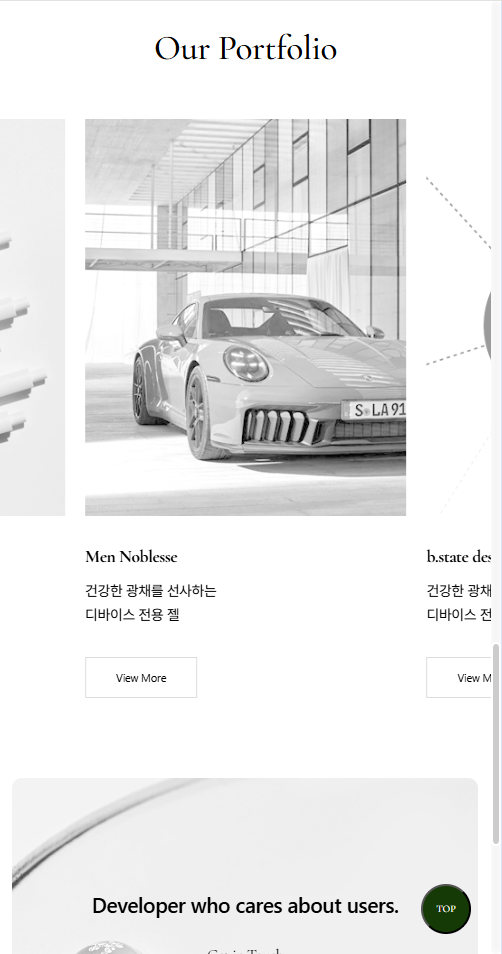 Our Portfolio
S LA 91
Men Noblesse
건강한 광채를 선사하는
디바이스 전용 젤
View More
b.state des
건강한 광채
디바이스 전
View M
Developer who cares about users.
TOP